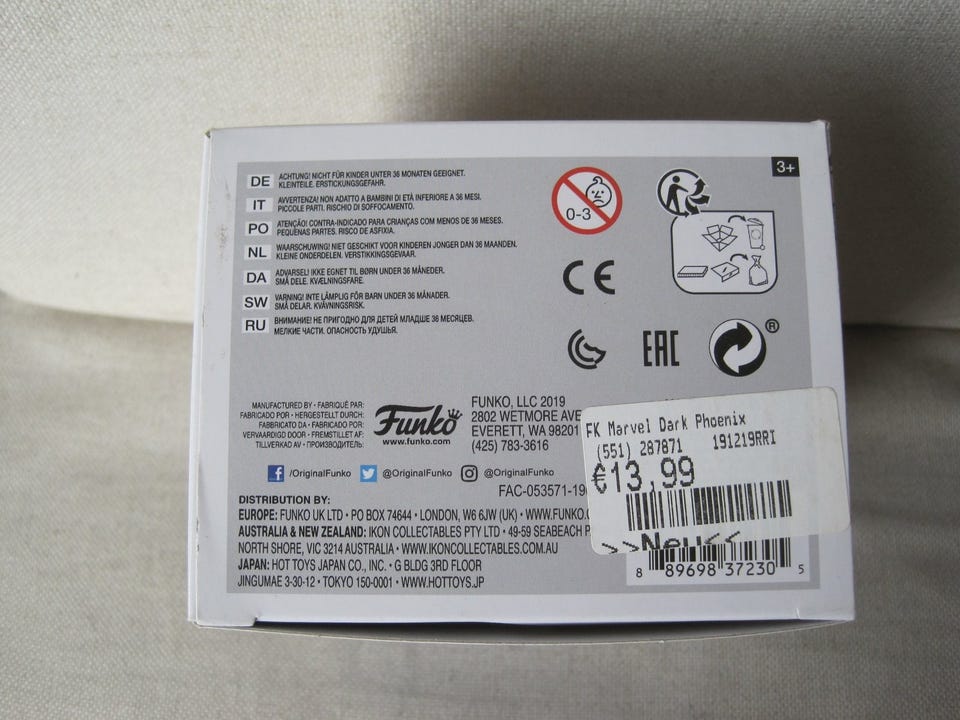 3+
DE ACHTUNG! NICHT FÜR KINDER UNTER 36 MONATEN GEEIGNET.
KLEINTEILE. ERSTICKUNGSGEFAHR.
IT AVVERTENZA! NON ADATTO A BAMBINI DI ETÀ INFERIORE A 36 MESI.
PICCOLE PARTI. RISCHIO DI SOFFOCAMENTO.
PO ATENÇÃO! CONTRA-INDICADO PARA CRIANÇAS COM MENOS DE 36 MESES.
PEQUENAS PARTES. RISCO DE ASFIXIA.
NL WAARSCHUWING! NIET GESCHIKT VOOR KINDEREN JONGER DAN 36 MAANDEN.
KLEINE ONDERDELEN. VERSTIKKINGSGEVAAR.
DA ADVARSEL! IKKE EGNET TIL BØRN UNDER 36 MÅNEDER.
SMÅ DELE. KVÆLNINGSFARE.
SW VARNING! INTE LÄMPLIG FÖR BARN UNDER 36 MÅNADER.
SMÅ DELAR. KVÄVNINGSRISK.
RU ВНИМАНИЕ! НЕ ПРИГОДНО ДЛЯ ДЕТЕЙ МЛАДШЕ 36 МЕСЯЦЕВ.
МЕЛКИЕ ЧАСТИ. ОПАСНОСТЬ УДУШЬЯ.
0-3
CE
EAC
®
MANUFACTURED BY • FABRIQUÉ PAR:
FABRICADO POR • HERGESTELLT DURCH:
FABBRICATO DA • FABRICADO POR:
VERVAARDIGD DOOR • FREMSTILLET AF:
TILLVERKAD AV • ПРОИЗВОДИТЕЛЬ:
Funko
www.funko.com
FUNKO, LLC 2019
2802 WETMORE AVE
EVERETT, WA 98201
(425) 783-3616
/OriginalFunko @OriginalFunko @OriginalFunko
FAC-053571-19
DISTRIBUTION BY:
EUROPE: FUNKO UK LTD • PO BOX 74644 • LONDON, W6 6JW (UK) • WWW.FUNKO.C
AUSTRALIA & NEW ZEALAND: IKON COLLECTABLES PTY LTD • 49-59 SEABEACH P
NORTH SHORE, VIC 3214 AUSTRALIA • WWW.IKONCOLLECTABLES.COM.AU
JAPAN: HOT TOYS JAPAN CO., INC. • G BLDG 3RD FLOOR
JINGUMAE 3-30-12 • TOKYO 150-0001 • WWW.HOTTOYS.JP
FK Marvel Dark Phoenix
(551) 287871 191219RRI
€13,99
>>Neu<<
8 89698 37230 5